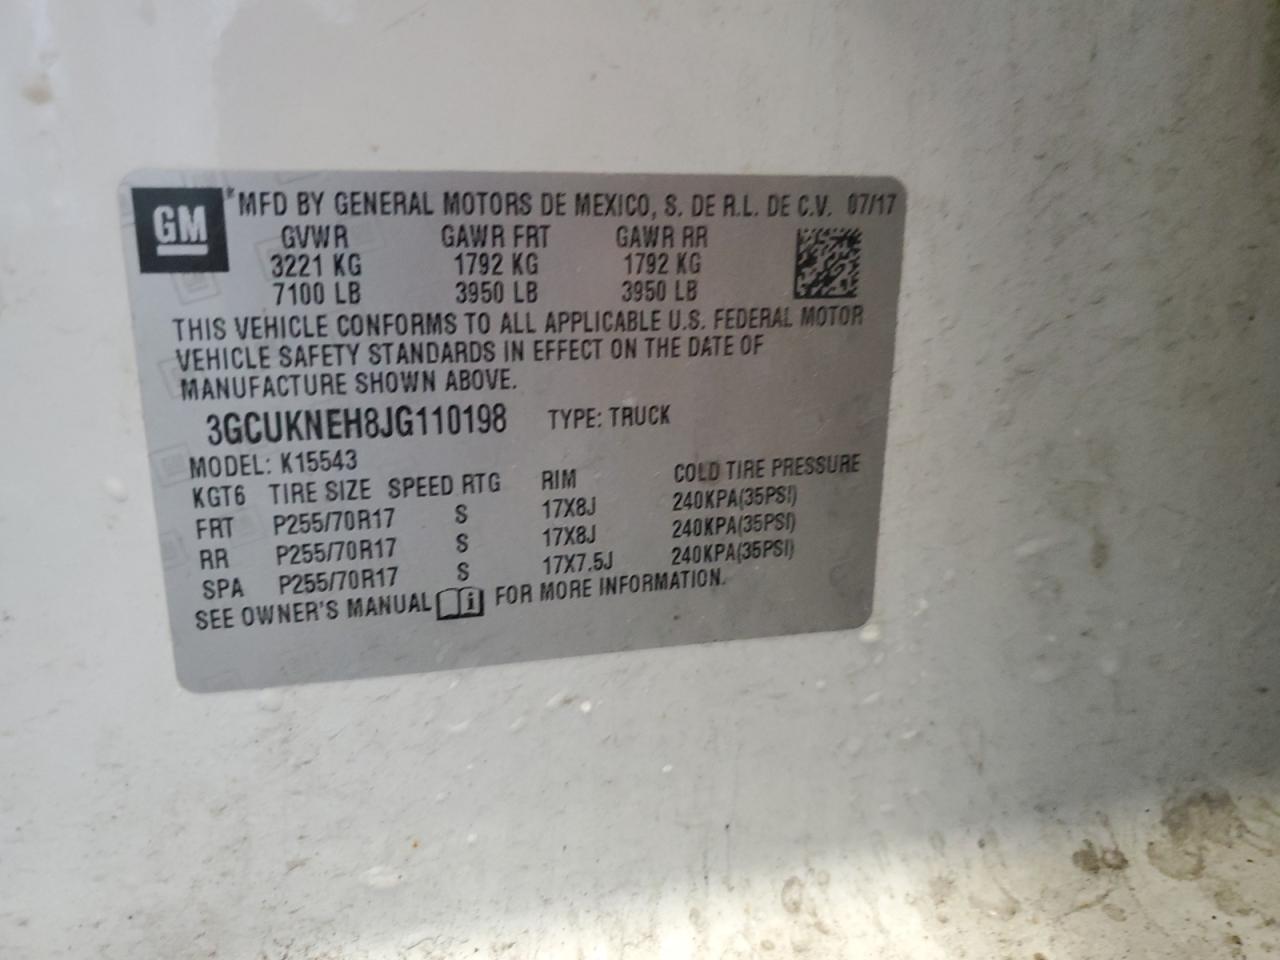 GM *MFD BY GENERAL MOTORS DE MEXICO, S. DE R.L. DE C.V. 07/17
GVWR GAWR FRT GAWR RR
3221 KG 1792 KG 1792 KG
7100 LB 3950 LB 3950 LB
THIS VEHICLE CONFORMS TO ALL APPLICABLE U.S. FEDERAL MOTOR
VEHICLE SAFETY STANDARDS IN EFFECT ON THE DATE OF
MANUFACTURE SHOWN ABOVE.
3GCUKNEH8JG110198 TYPE: TRUCK
MODEL: K15543
KGT6 TIRE SIZE SPEED RTG RIM COLD TIRE PRESSURE
FRT P255/70R17 S 17X8J 240KPA(35PSI)
RR P255/70R17 S 17X8J 240KPA(35PSI)
SPA P255/70R17 S 17X7.5J 240KPA(35PSI)
SEE OWNER'S MANUAL i FOR MORE INFORMATION.